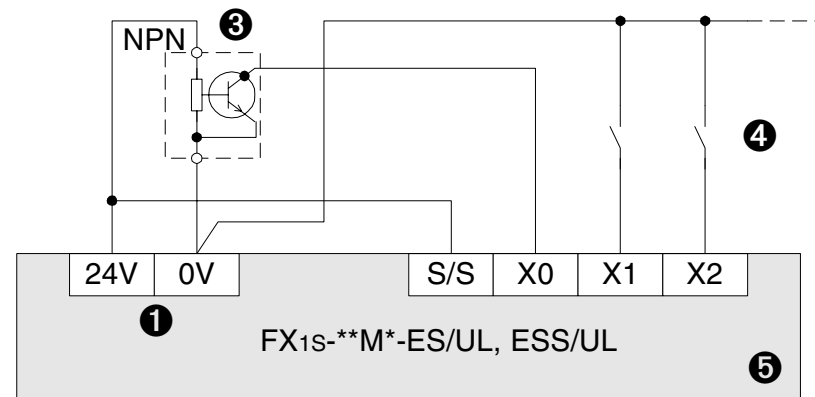 NPN ❸
❹
24V 0V S/S X0 X1 X2
❶
FX1S-**M*-ES/UL, ESS/UL
❺